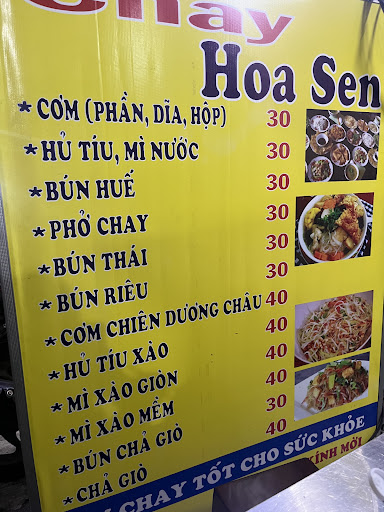 Chay
Hoa Sen
* CƠM (PHẦN, DĨA, HỘP) 30
* HỦ TÍU, MÌ NƯỚC 30
* BÚN HUẾ 30
* PHỞ CHAY 30
* BÚN THÁI 30
* BÚN RIÊU 30
* CƠM CHIÊN DƯƠNG CHÂU 40
* HỦ TÍU XÀO 40
* MÌ XÀO GIÒN 40
* MÌ XÀO MỀM 40
* BÚN CHẢ GIÒ 30
* CHẢ GIÒ 40
CHAY TỐT CHO SỨC KHỎE
KÍNH MỜI